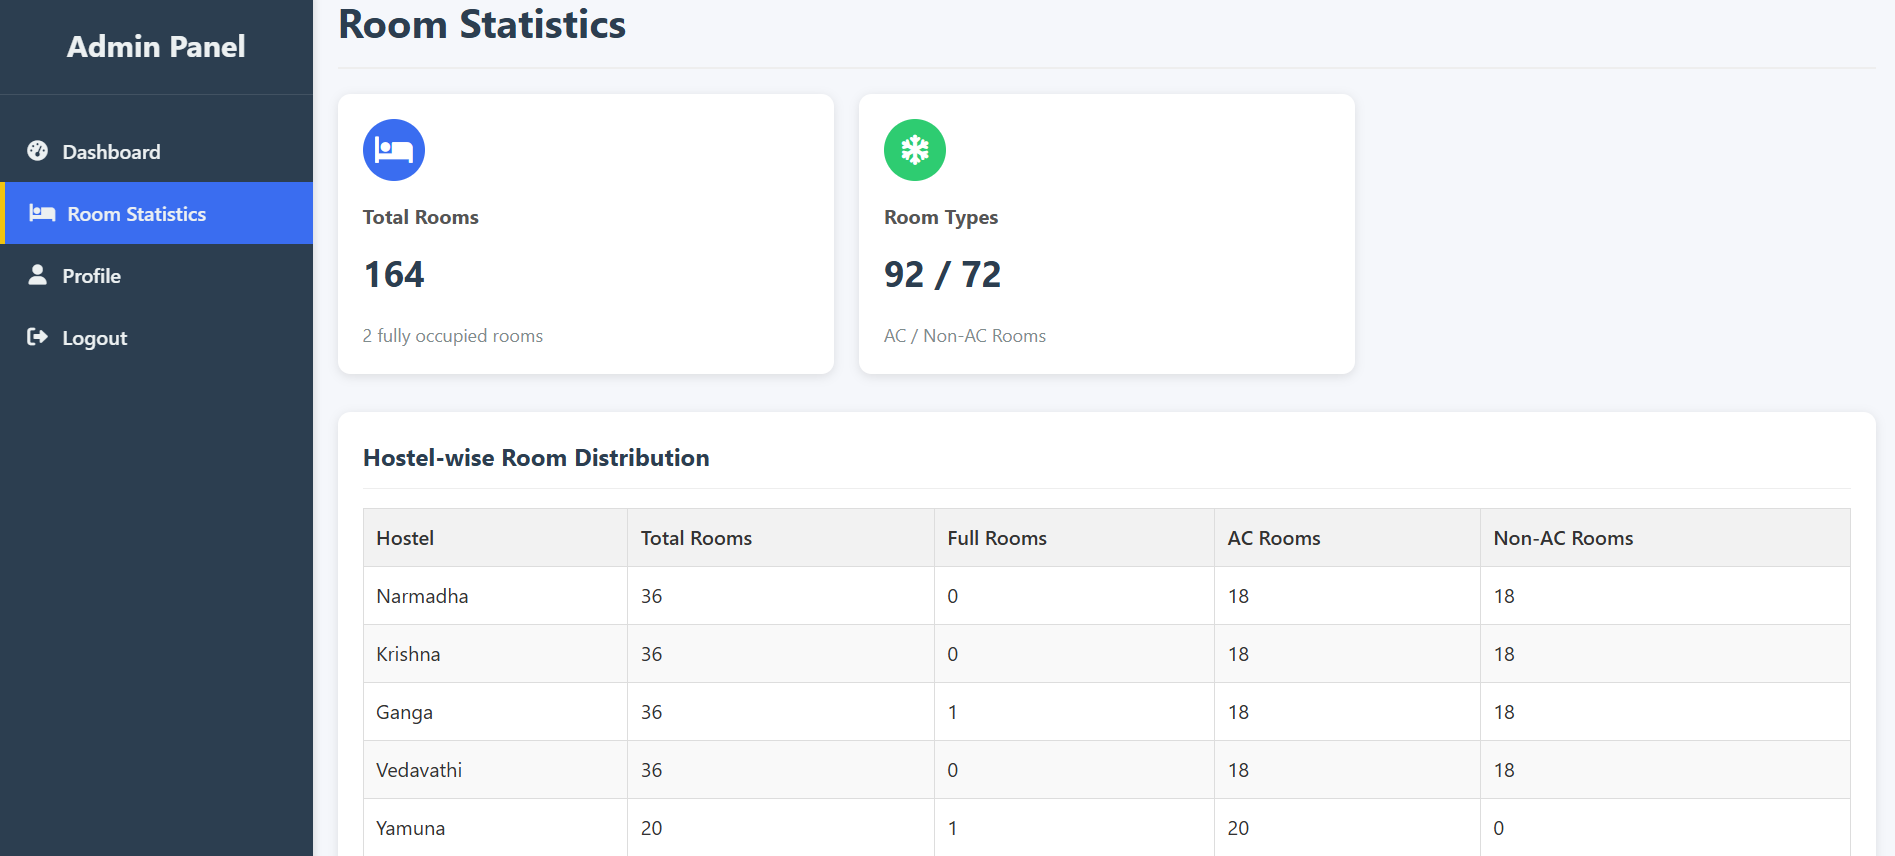 Admin Panel
Dashboard
Room Statistics
Profile
Logout
Room Statistics
Total Rooms
164
2 fully occupied rooms
Room Types
92 / 72
AC / Non-AC Rooms
Hostel-wise Room Distribution
Hostel Total Rooms Full Rooms AC Rooms Non-AC Rooms
Narmadha 36 0 18 18
Krishna 36 0 18 18
Ganga 36 1 18 18
Vedavathi 36 0 18 18
Yamuna 20 1 20 0